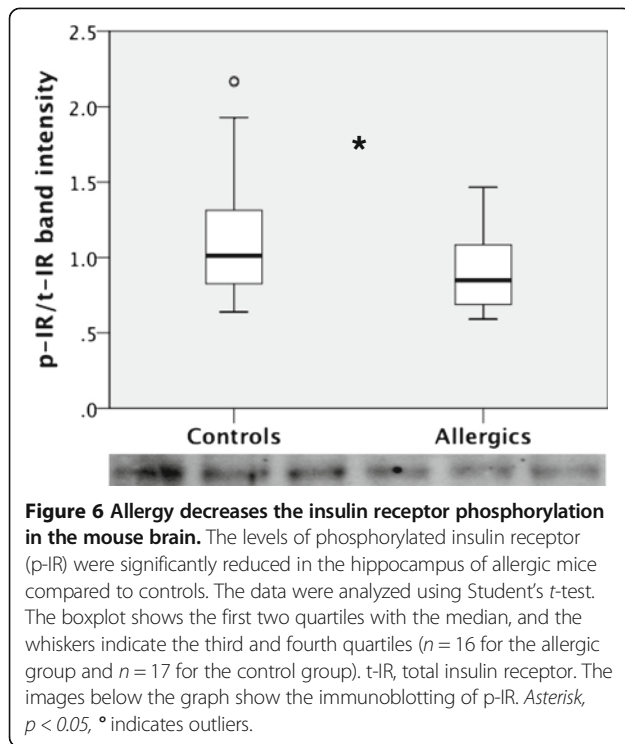 2.5
2.0
1.5
1.0
.5
.0
p-IR/t-IR band intensity
*
Controls Allergics
Figure 6 Allergy decreases the insulin receptor phosphorylation
in the mouse brain. The levels of phosphorylated insulin receptor
(p-IR) were significantly reduced in the hippocampus of allergic mice
compared to controls. The data were analyzed using Student's t-test.
The boxplot shows the first two quartiles with the median, and the
whiskers indicate the third and fourth quartiles (n = 16 for the allergic
group and n = 17 for the control group). t-IR, total insulin receptor. The
images below the graph show the immunoblotting of p-IR. Asterisk,
p < 0.05, ° indicates outliers.